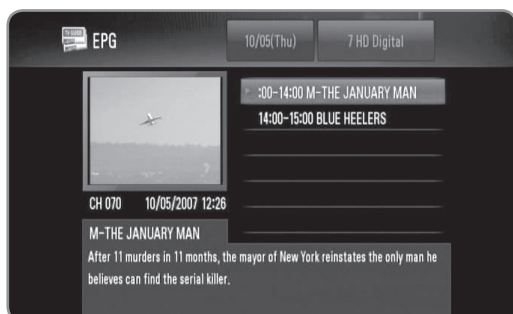 TV GUIDE
EPG
10/05(Thu)
7 HD Digital
:00-14:00 M-THE JANUARY MAN
14:00-15:00 BLUE HEELERS
CH 070 10/05/2007 12:26
M-THE JANUARY MAN
After 11 murders in 11 months, the mayor of New York reinstates the only man he
believes can find the serial killer.